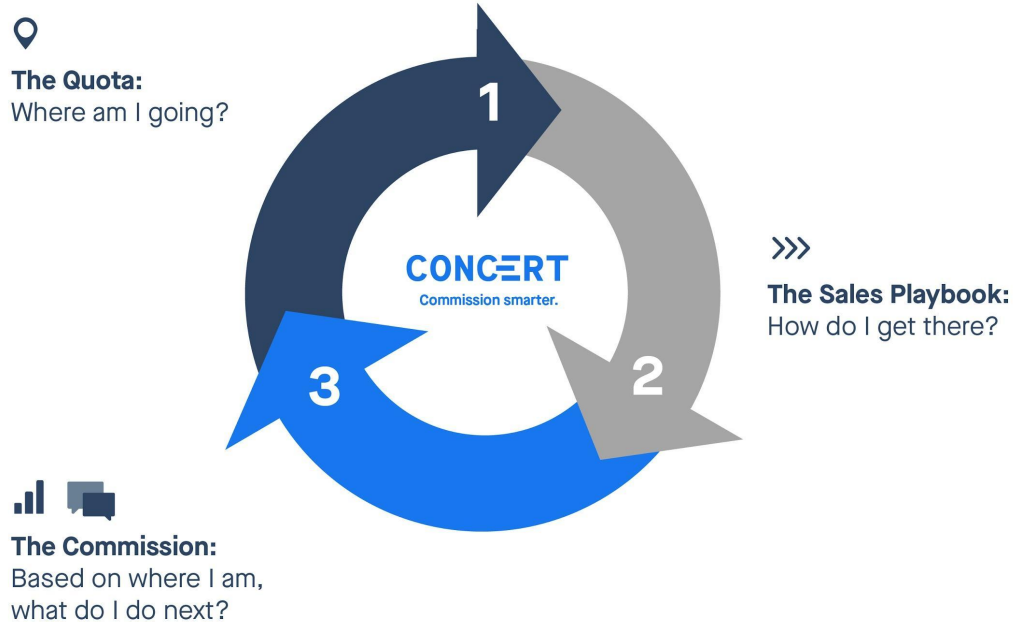 The Quota:
Where am I going?
1
CONCERT
Commission smarter.
The Sales Playbook:
How do I get there?
2
3
The Commission:
Based on where I am,
what do I do next?